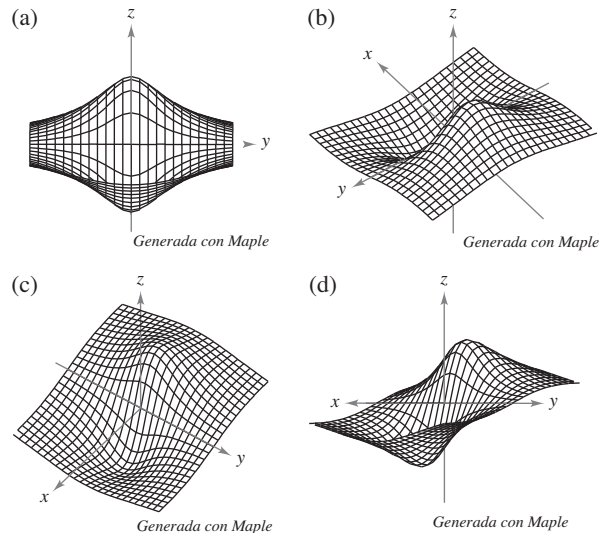 (a)
z
y
Generada con Maple
(b)
z
x
y
Generada con Maple
(c)
z
y
x
Generada con Maple
(d)
z
x
y
Generada con Maple